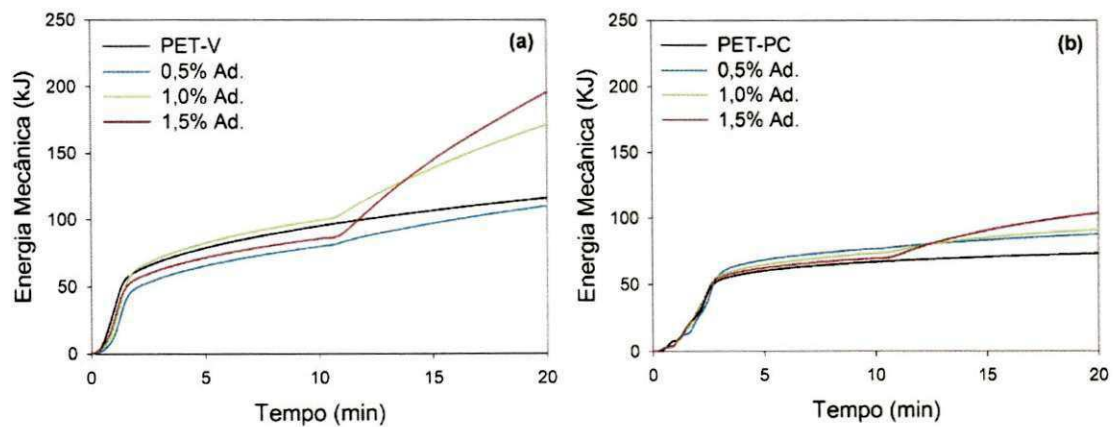 250
200
150
100
50
0
Energia Mecânica (kJ)
PET-V
0,5% Ad.
1,0% Ad.
1,5% Ad.
(a)
0
5
10
15
20
Tempo (min)
250
200
150
100
50
0
Energia Mecânica (KJ)
PET-PC
0,5% Ad.
1,0% Ad.
1,5% Ad.
(b)
0
5
10
15
20
Tempo (min)